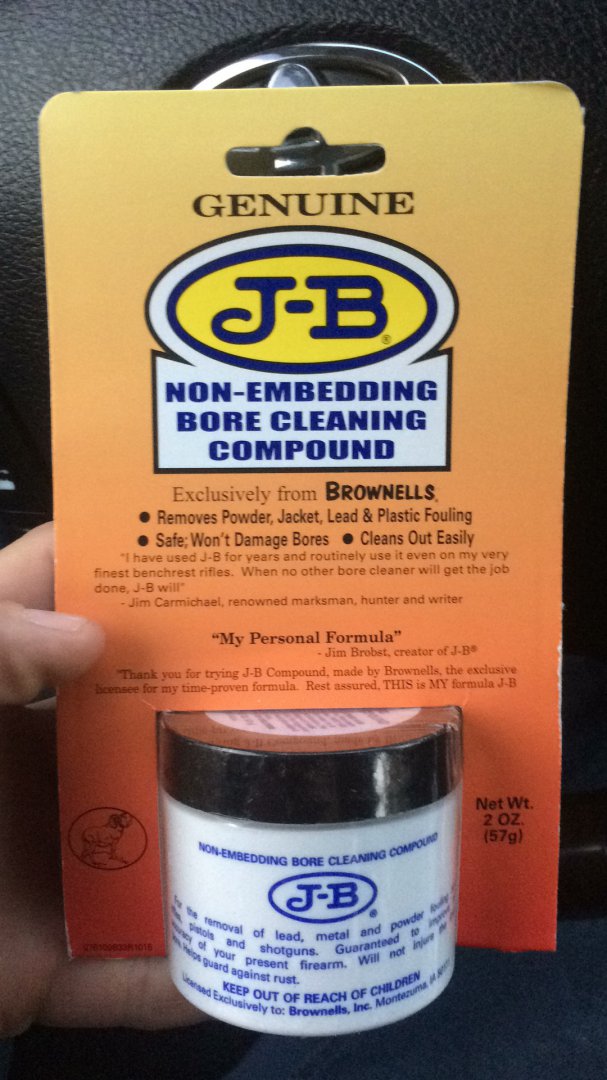 GENUINE
J-B®
NON-EMBEDDING
BORE CLEANING
COMPOUND
Exclusively from BROWNELLS®
● Removes Powder, Jacket, Lead & Plastic Fouling
● Safe; Won't Damage Bores ● Cleans Out Easily
"I have used J-B for years and routinely use it even on my very
finest benchrest rifles. When no other bore cleaner will get the job
done, J-B will"
- Jim Carmichael, renowned marksman, hunter and writer
"My Personal Formula"
- Jim Brobst, creator of J-B®
"Thank you for trying J-B Compound, made by Brownells, the exclusive
licensee for my time-proven formula. Rest assured, THIS is MY formula J-B
Net Wt.
2 OZ.
(57g)
NON-EMBEDDING BORE CLEANING COMPOUND
J-B®
For the removal of lead, metal and powder fouling
pistols and shotguns. Guaranteed to improve
of your present firearm. Will not injure the
Helps guard against rust.
KEEP OUT OF REACH OF CHILDREN
Licensed Exclusively to: Brownells, Inc. Montezuma, IA